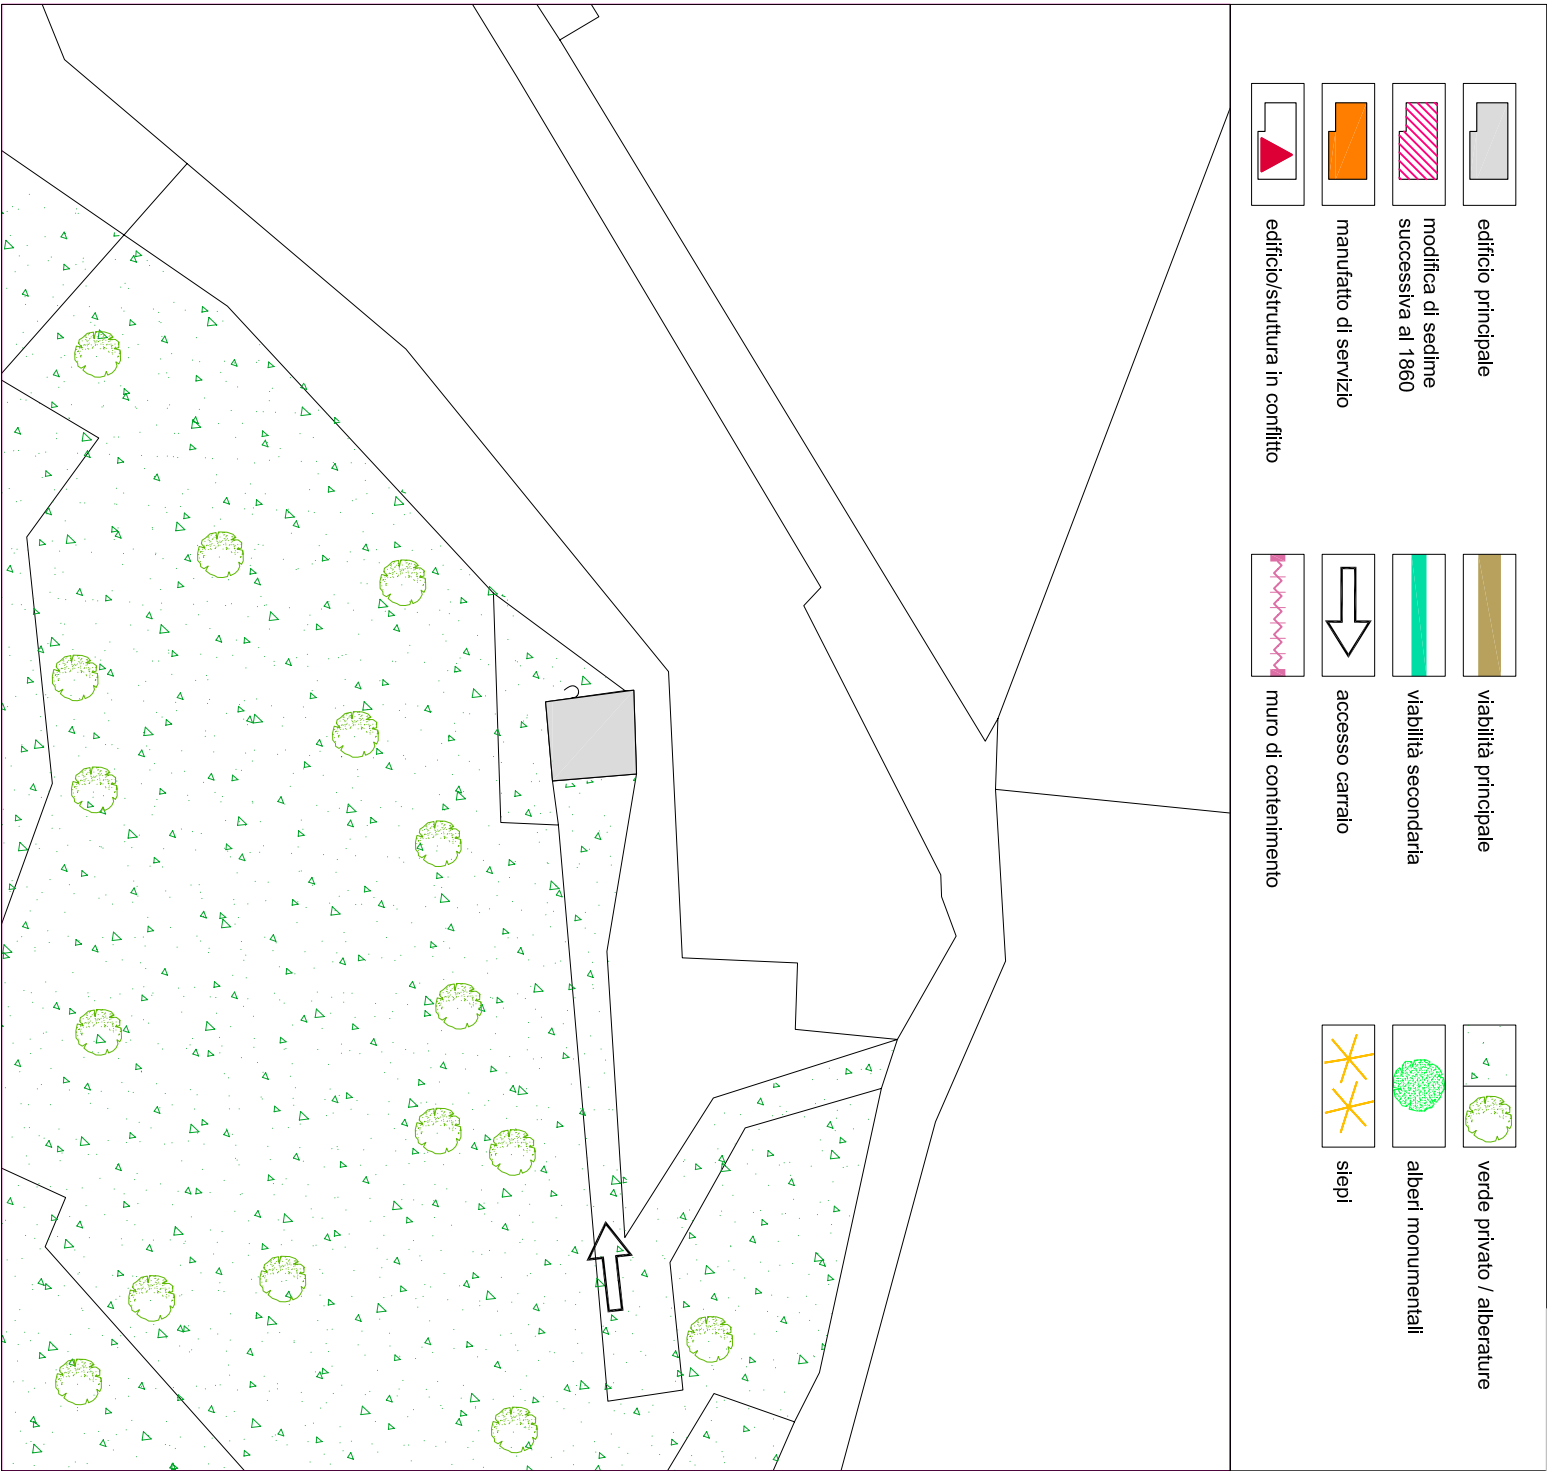 edificio principale
modifica di sedime
successiva al 1860
manufatto di servizio
edificio/struttura in conflitto
viabilità principale
viabilità secondaria
accesso carraio
muro di contenimento
verde privato / alberature
alberi monumentali
siepi